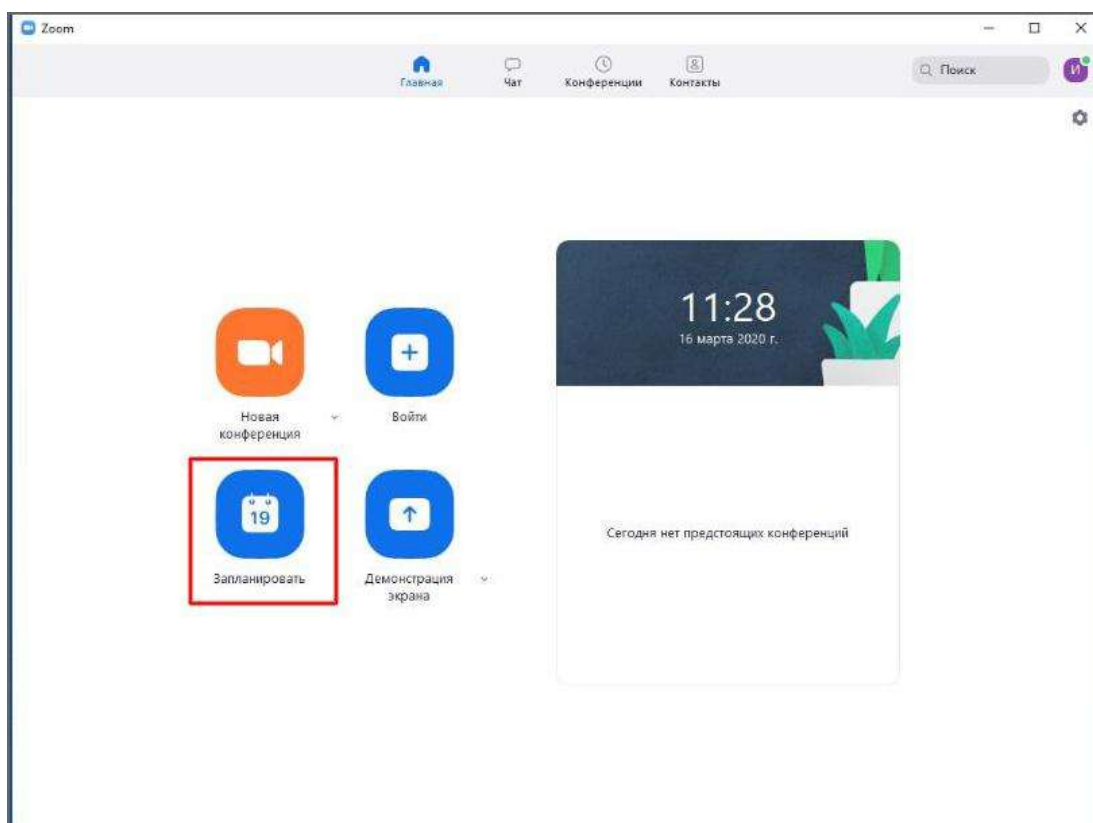 Zoom
Главная
Чат
Конференции
Контакты
Поиск
И
11:28
16 марта 2020 г.
Новая
конференция
Войти
19
Запланировать
Демонстрация
экрана
Сегодня нет предстоящих конференций